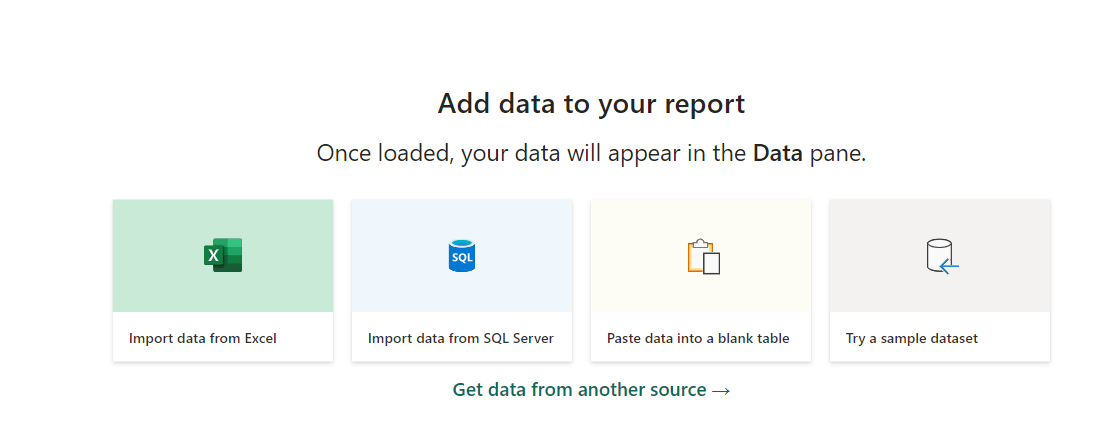 Add data to your report
Once loaded, your data will appear in the Data pane.
X
SQL
Import data from Excel
Import data from SQL Server
Paste data into a blank table
Try a sample dataset
Get data from another source →